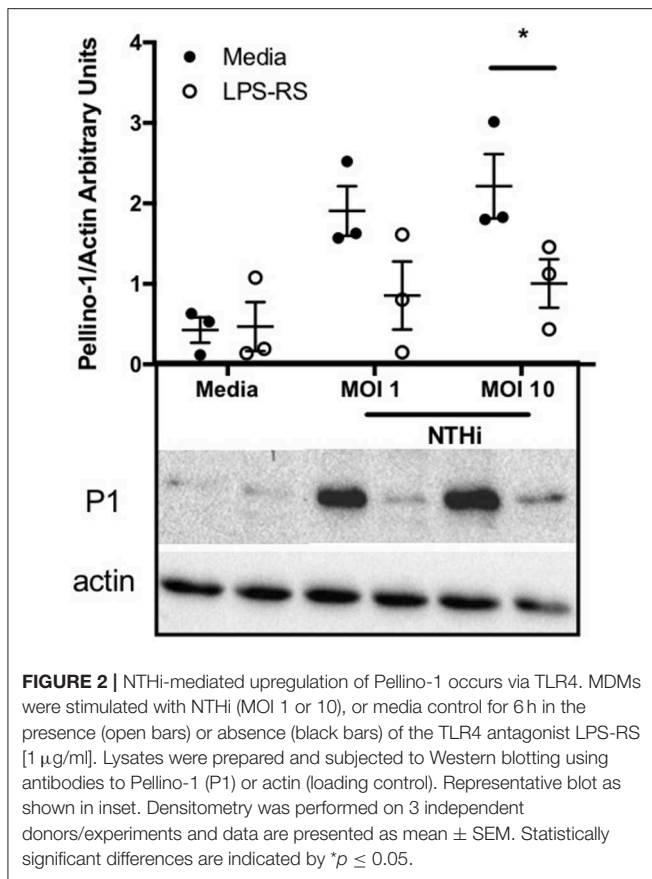 *
4
Media
LPS-RS
3
2
1
0
Pellino-1/Actin Arbitrary Units
Media MOI 1 MOI 10
NTHi
P1
actin
FIGURE 2 | NTHi-mediated upregulation of Pellino-1 occurs via TLR4. MDMs
were stimulated with NTHi (MOI 1 or 10), or media control for 6 h in the
presence (open bars) or absence (black bars) of the TLR4 antagonist LPS-RS
[1 μg/ml]. Lysates were prepared and subjected to Western blotting using
antibodies to Pellino-1 (P1) or actin (loading control). Representative blot as
shown in inset. Densitometry was performed on 3 independent
donors/experiments and data are presented as mean ± SEM. Statistically
significant differences are indicated by *p ≤ 0.05.